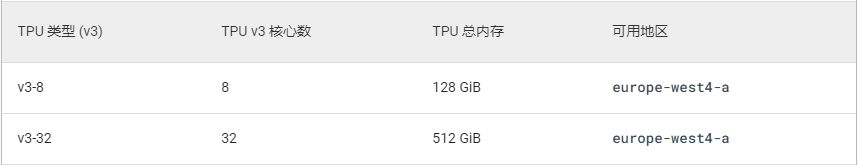 TPU 类型 (v3) TPU v3 核心数 TPU 总内存 可用地区
v3-8 8 128 GiB europe-west4-a
v3-32 32 512 GiB europe-west4-a